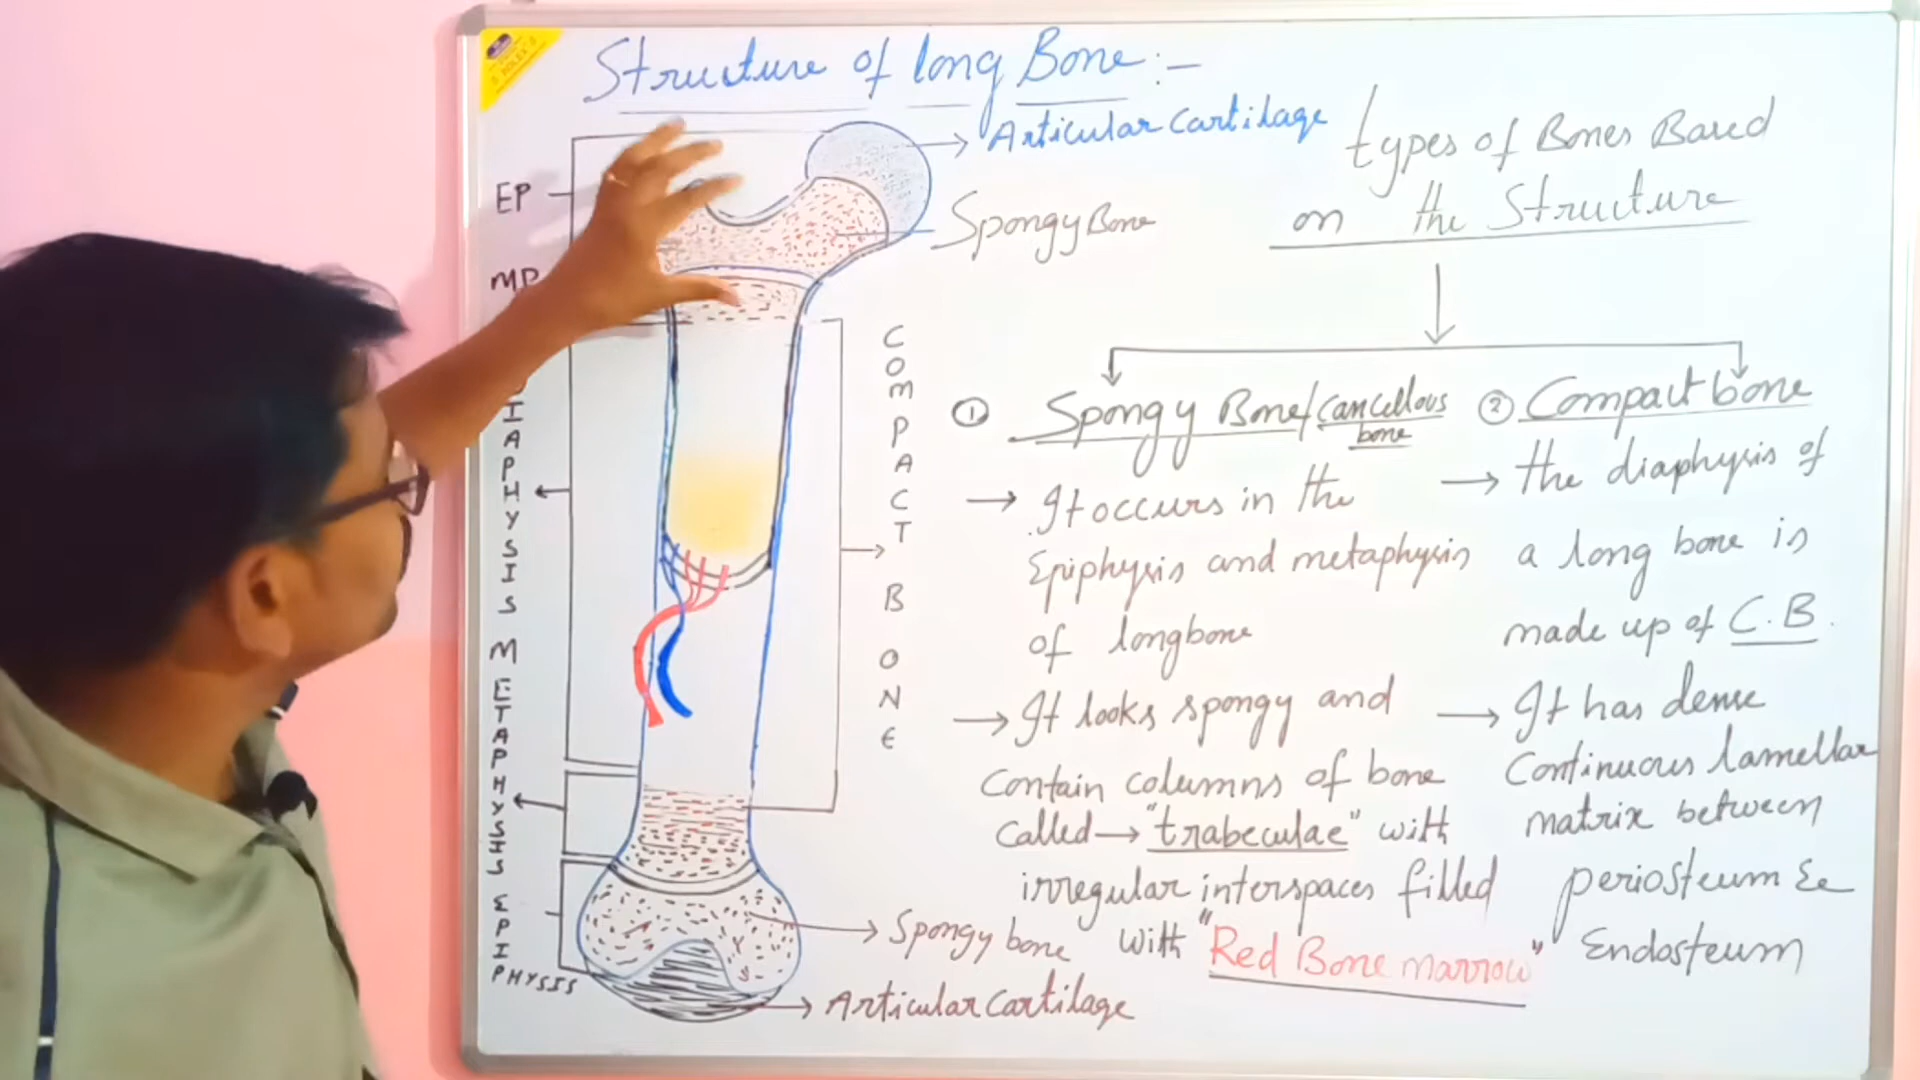 Structure of long Bone:-
Articular Cartilage
types of Bones Based
on the Structure
EP
Spongy Bone
MP
COMPACT BONE
IAPHYSIS
① Spongy Bone/Cancellous bone
② Compact bone
→ It occurs in the
Epiphysis and metaphysis
of longbone
→ the diaphysis of
a long bone is
made up of C.B.
METAPHYSIS
→ It looks spongy and
Contain columns of bone
Called → "trabeculae" with
irregular interspaces filled
with "Red Bone marrow"
→ It has dense
Continuous lamellar
matrix between
periosteum &
Endosteum
EPIPHYSIS
Spongy bone
Articular Cartilage